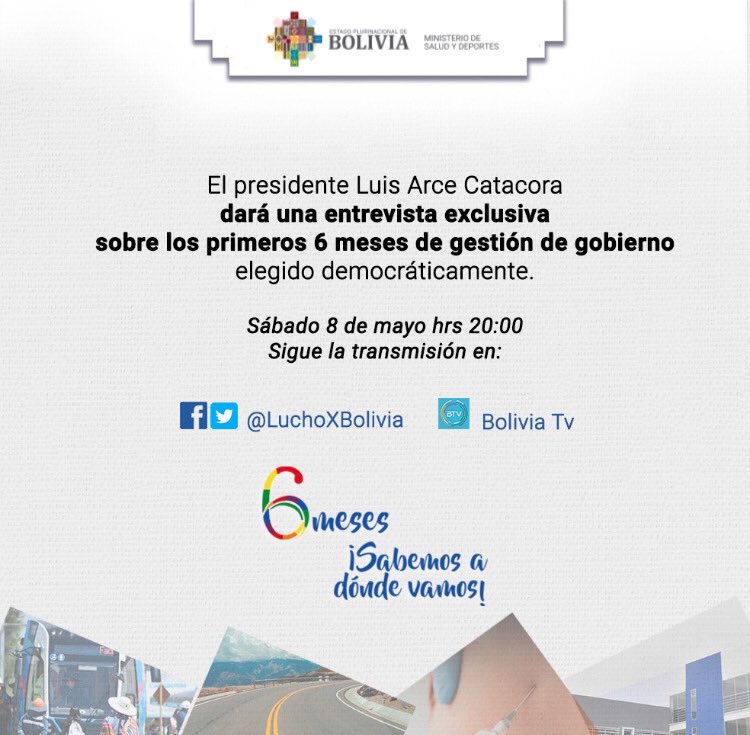 ESTADO PLURINACIONAL DE
BOLIVIA
MINISTERIO DE
SALUD Y DEPORTES
El presidente Luis Arce Catacora
dará una entrevista exclusiva
sobre los primeros 6 meses de gestión de gobierno
elegido democráticamente.
Sábado 8 de mayo hrs 20:00
Sigue la transmisión en:
@LuchoXBolivia
BTV
Bolivia Tv
6 meses
¡Sabemos a
dónde vamos!